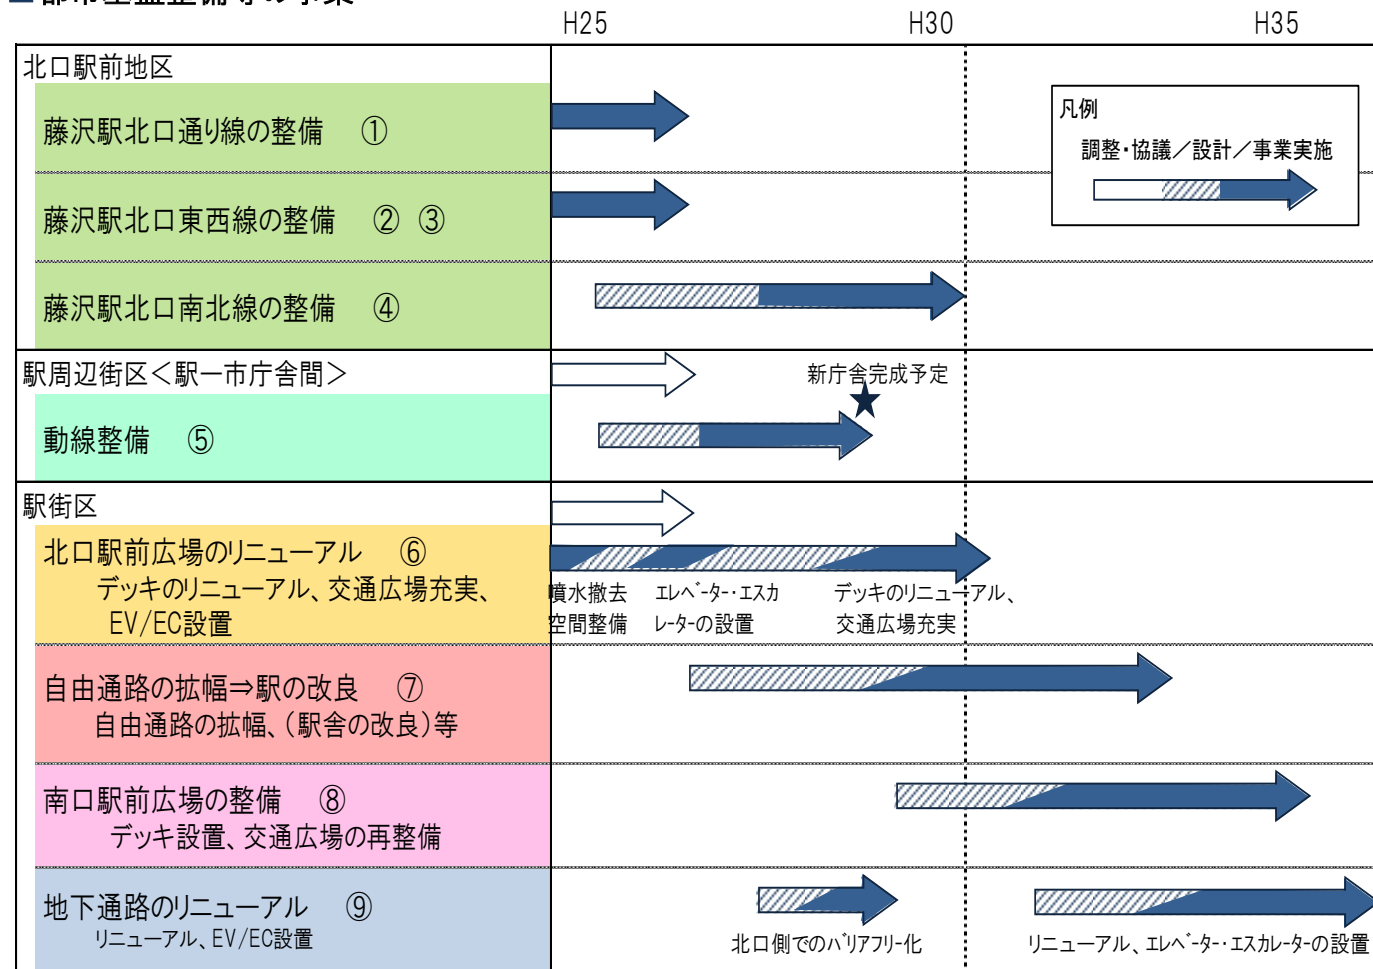 都市基盤整備等の事業
H25 H30 H35
北口駅前地区
藤沢駅北口通り線の整備 ①
藤沢駅北口東西線の整備 ② ③
藤沢駅北口南北線の整備 ④
凡例
調整・協議／設計／事業実施
駅周辺街区＜駅ー市庁舎間＞
新庁舎完成予定
動線整備 ⑤
駅街区
北口駅前広場のリニューアル ⑥
デッキのリニューアル、交通広場充実、
EV/EC設置
噴水撤去
空間整備
ｴﾚﾍﾞｰﾀｰ・ｴｽｶ
ﾚｰﾀｰの設置
デッキのリニューアル、
交通広場充実
自由通路の拡幅⇒駅の改良 ⑦
自由通路の拡幅、（駅舎の改良）等
南口駅前広場の整備 ⑧
デッキ設置、交通広場の再整備
地下通路のリニューアル ⑨
リニューアル、EV/EC設置
北口側でのﾊﾞﾘｱﾌﾘｰ化
リニューアル、ｴﾚﾍﾞｰﾀｰ・ｴｽｶﾚｰﾀｰの設置